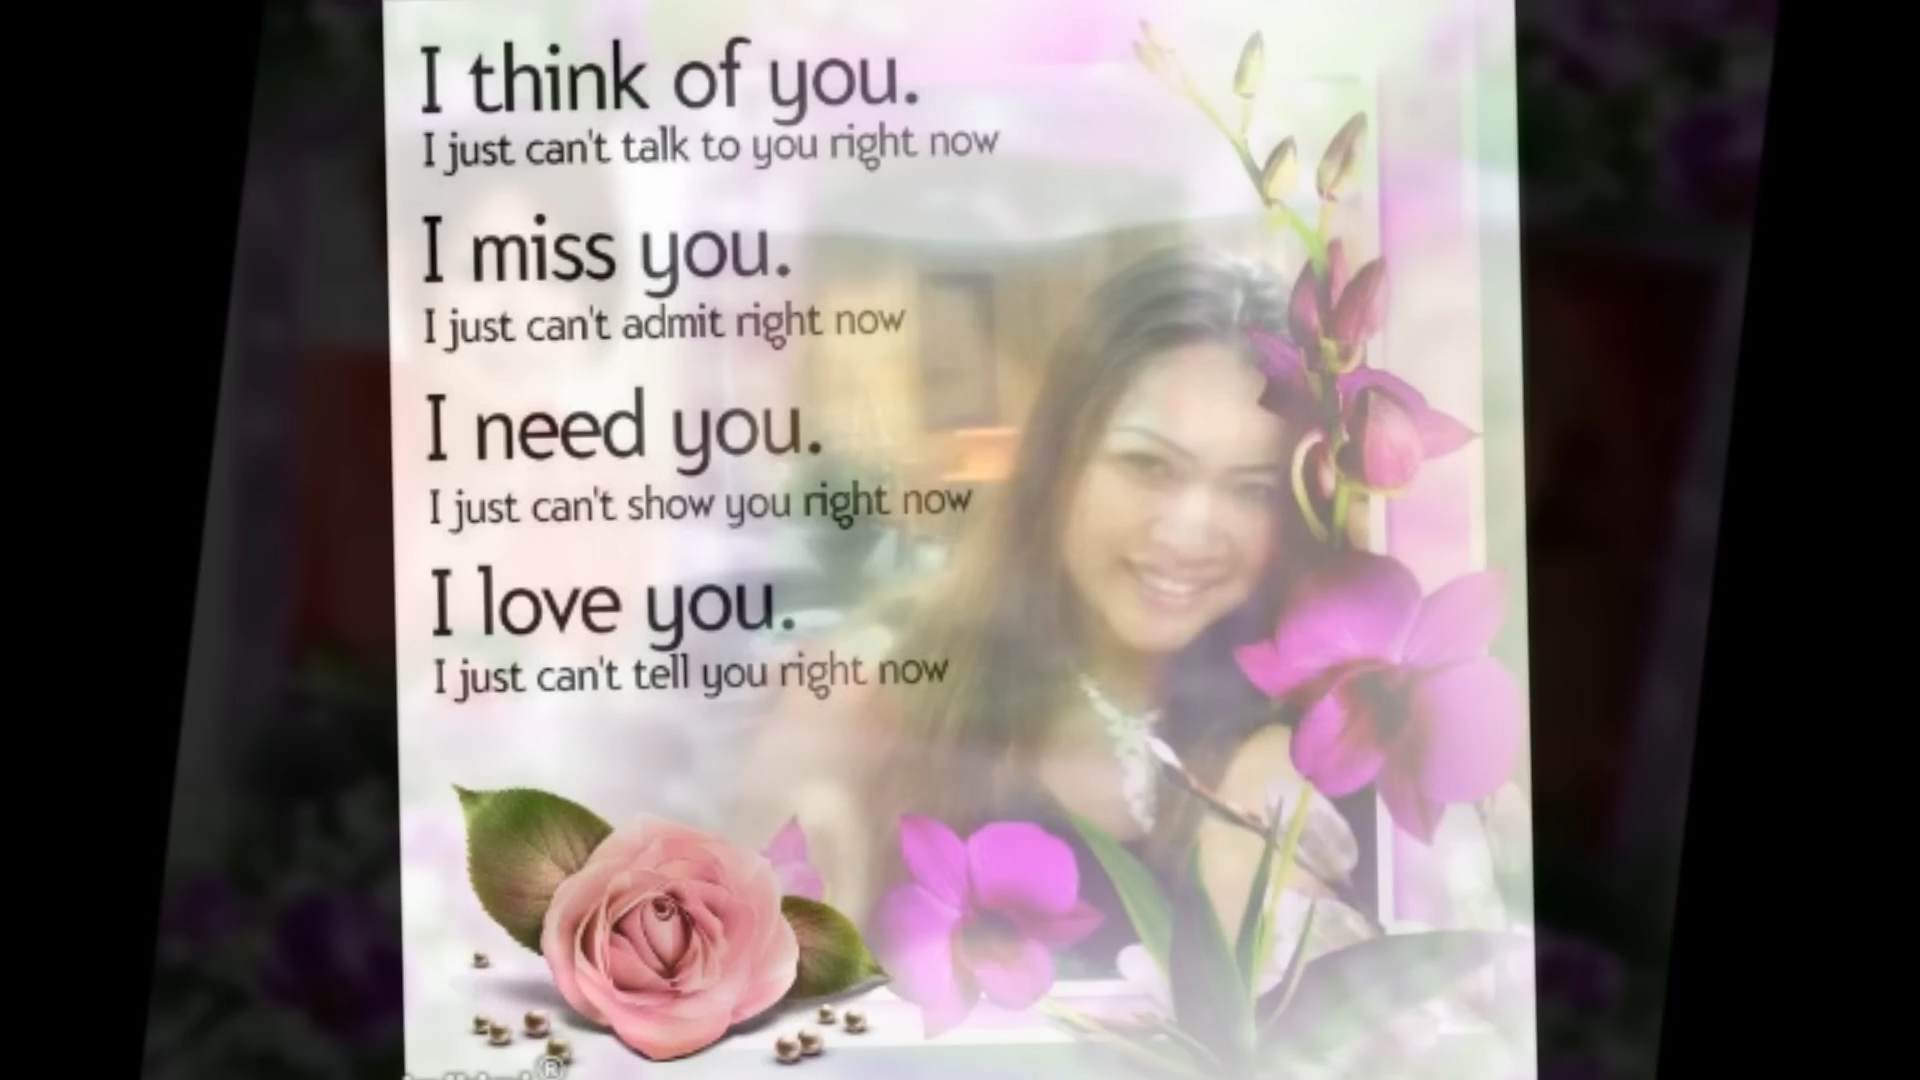 I think of you.
I just can't talk to you right now
I miss you.
I just can't admit right now
I need you.
I just can't show you right now
I love you.
I just can't tell you right now